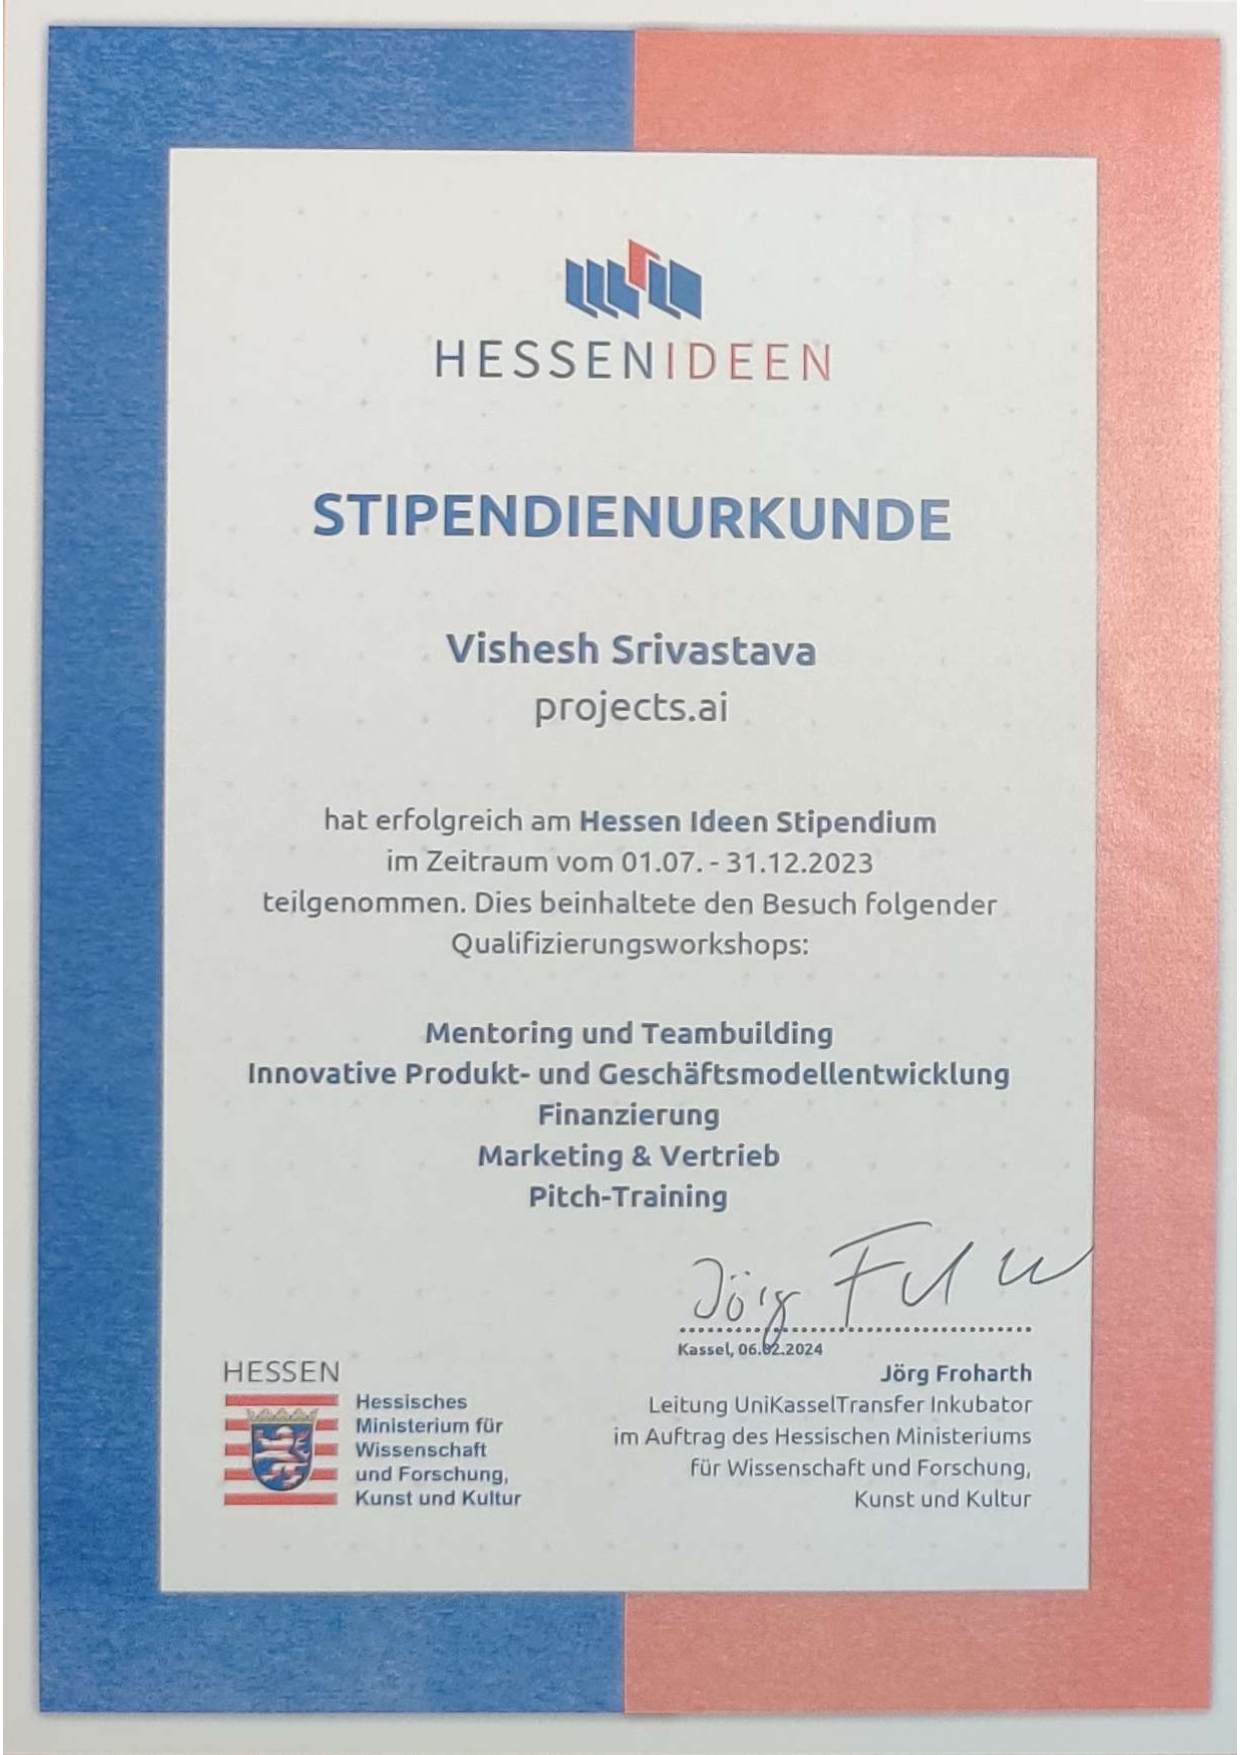 HESSENIDEEN
STIPENDIENURKUNDE
Vishesh Srivastava
projects.ai
hat erfolgreich am Hessen Ideen Stipendium
im Zeitraum vom 01.07. - 31.12.2023
teilgenommen. Dies beinhaltete den Besuch folgender
Qualifizierungsworkshops:
Mentoring und Teambuilding
Innovative Produkt- und Geschäftsmodellentwicklung
Finanzierung
Marketing & Vertrieb
Pitch-Training
Jörg
Kassel, 06.02.2024
Jörg Froharth
Leitung UniKasselTransfer Inkubator
im Auftrag des Hessischen Ministeriums
für Wissenschaft und Forschung,
Kunst und Kultur
HESSEN
Hessisches
Ministerium für
Wissenschaft
und Forschung,
Kunst und Kultur